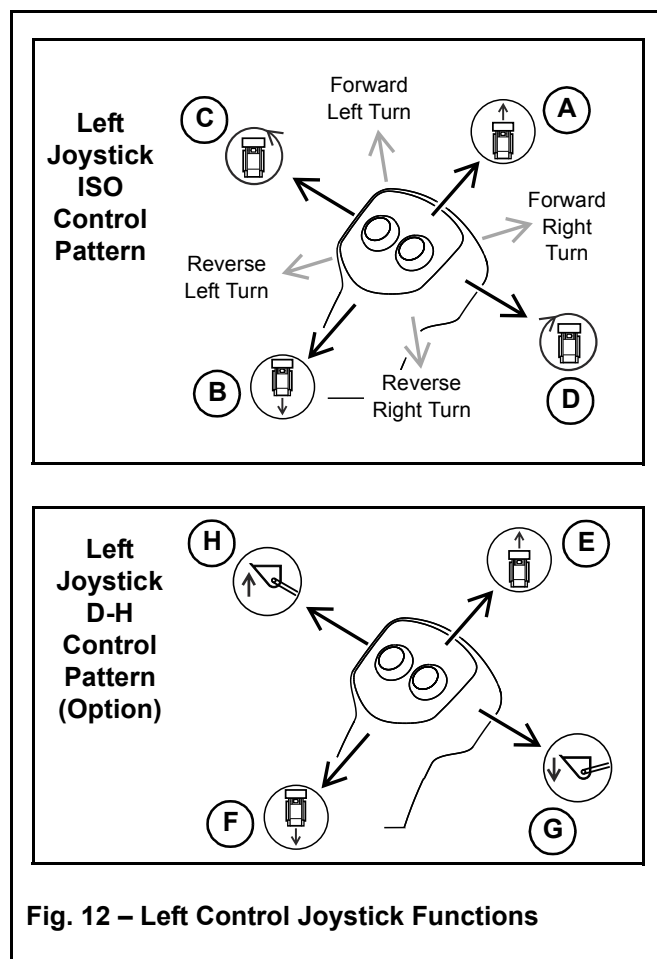 Left
Joystick
ISO
Control
Pattern
C
Forward
Left Turn
A
Forward
Right
Turn
Reverse
Left Turn
B
Reverse
Right Turn
D
Left
Joystick
D-H
Control
Pattern
(Option)
H
E
F
G
Fig. 12 – Left Control Joystick Functions